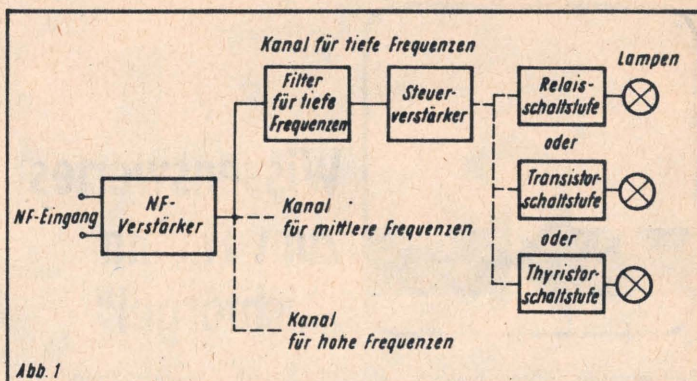 Kanal für tiefe Frequenzen
Lampen
Filter
für tiefe
Frequenzen
Steuer-
verstärker
Relais-
schaltstufe
oder
NF-Eingang
NF-
Verstärker
Kanal
für mittlere Frequenzen
Transistor-
schaltstufe
oder
Thyristor-
schaltstufe
Kanal
für hohe Frequenzen
Abb. 1